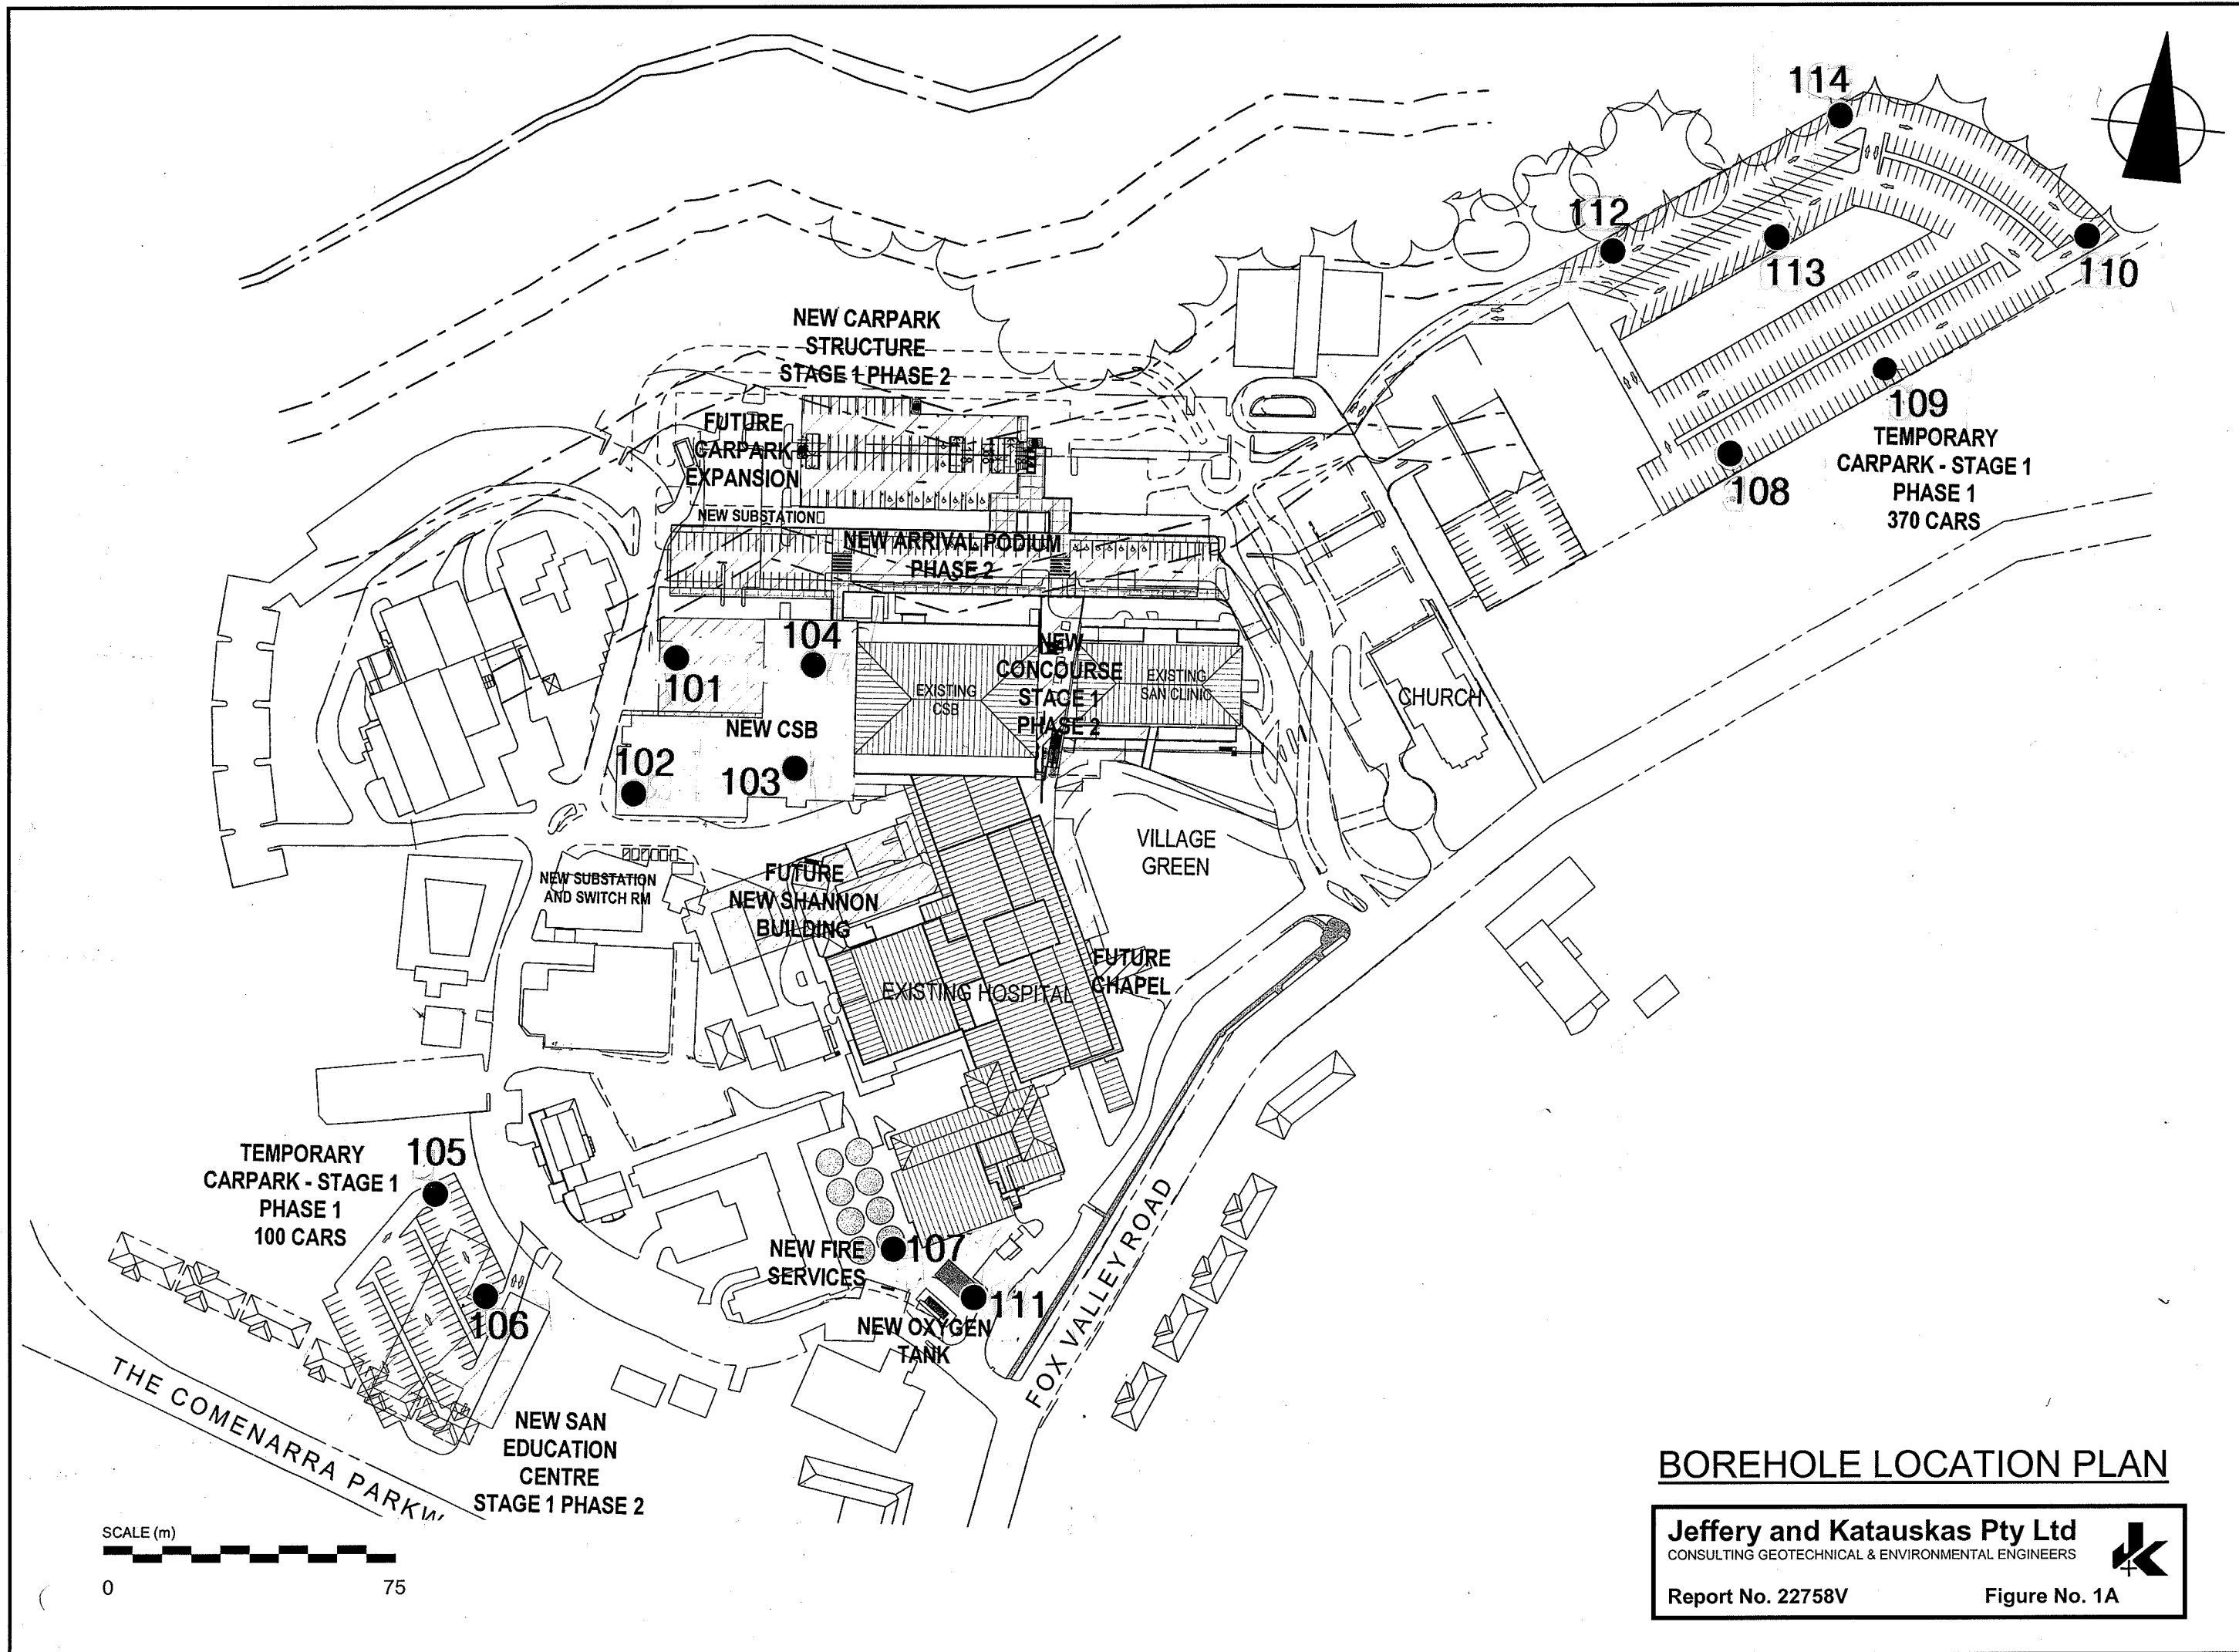 114
112
113
110
NEW CARPARK
STRUCTURE
STAGE 1 PHASE 2
FUTURE
CARPARK
EXPANSION
109
TEMPORARY
CARPARK - STAGE 1
PHASE 1
370 CARS
108
NEW SUBSTATION
NEW ARRIVAL PODIUM
PHASE 2
104
101
NEW
CONCOURSE
STAGE 1
PHASE 2
EXISTING
CSB
EXISTING
SAN CLINIC
CHURCH
NEW CSB
102
103
VILLAGE
GREEN
NEW SUBSTATION
AND SWITCH RM
FUTURE
NEW SHANNON
BUILDING
FUTURE
CHAPEL
EXISTING HOSPITAL
TEMPORARY
CARPARK - STAGE 1
PHASE 1
100 CARS
105
106
NEW FIRE
SERVICES
107
111
NEW OXYGEN
TANK
FOX VALLEY ROAD
THE COMENARRA PARKW
NEW SAN
EDUCATION
CENTRE
STAGE 1 PHASE 2
SCALE (m)
0 75
BOREHOLE LOCATION PLAN
Jeffery and Katauskas Pty Ltd
CONSULTING GEOTECHNICAL & ENVIRONMENTAL ENGINEERS
JK
Report No. 22758V Figure No. 1A